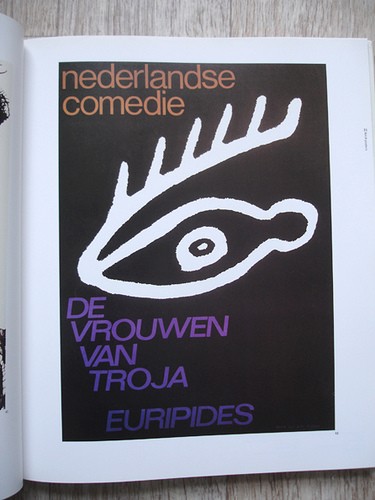 nederlandse
comedie
DE
VROUWEN
VAN
TROJA
EURIPIDES